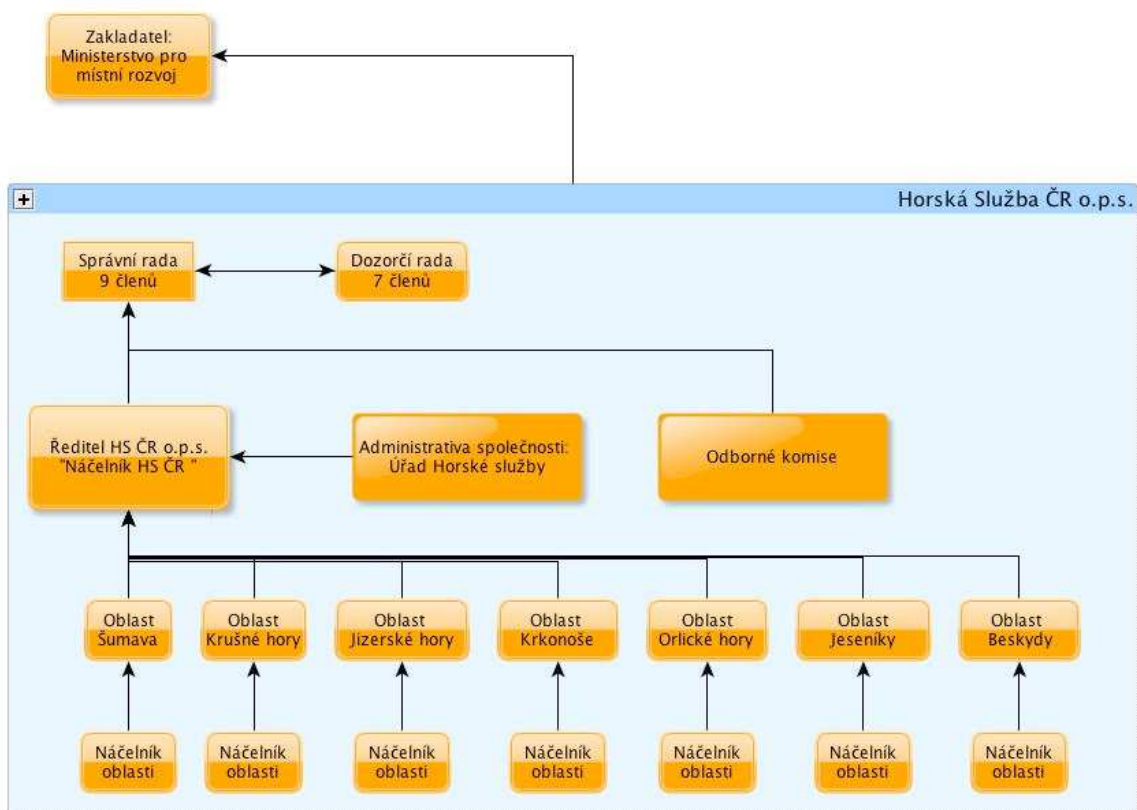 Zakladatel:
Ministerstvo pro
místní rozvoj
Horská Služba ČR o.p.s.
Správní rada
9 členů
Dozorčí rada
7 členů
Ředitel HS ČR o.p.s.
"Náčelník HS ČR "
Administrativa společnosti:
Úřad Horské služby
Odborné komise
Oblast
Šumava
Oblast
Krušné hory
Oblast
Jizerské hory
Oblast
Krkonoše
Oblast
Orlické hory
Oblast
Jeseníky
Oblast
Beskydy
Náčelník
oblasti
Náčelník
oblasti
Náčelník
oblasti
Náčelník
oblasti
Náčelník
oblasti
Náčelník
oblasti
Náčelník
oblasti